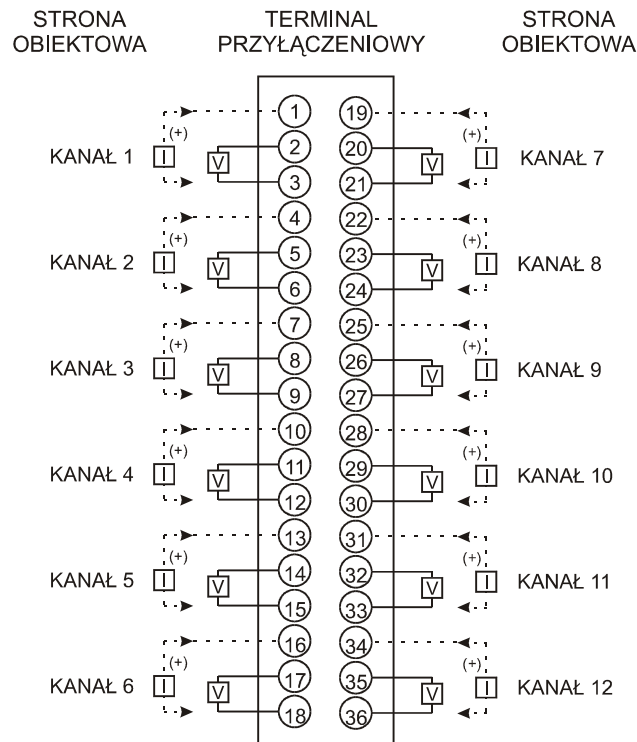 STRONA
OBIEKTOWA
TERMINAL
PRZYŁĄCZENIOWY
STRONA
OBIEKTOWA
KANAŁ 1
I
(+)
V
1
2
3
19
20
21
V
(+)
I
KANAŁ 7
KANAŁ 2
I
(+)
V
4
5
6
22
23
24
V
(+)
I
KANAŁ 8
KANAŁ 3
I
(+)
V
7
8
9
25
26
27
V
(+)
I
KANAŁ 9
KANAŁ 4
I
(+)
V
10
11
12
28
29
30
V
(+)
I
KANAŁ 10
KANAŁ 5
I
(+)
V
13
14
15
31
32
33
V
(+)
I
KANAŁ 11
KANAŁ 6
I
(+)
V
16
17
18
34
35
36
V
(+)
I
KANAŁ 12